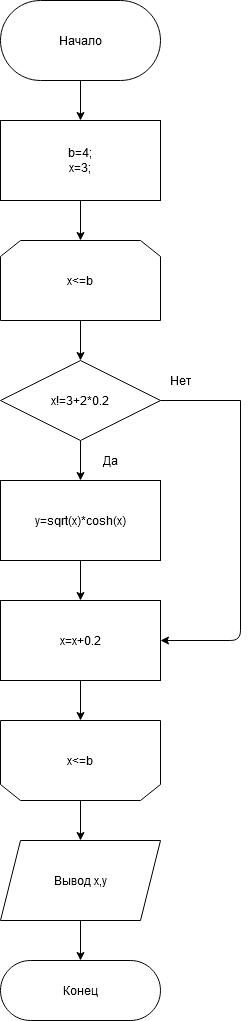 Начало
b=4;
x=3;
x<=b
x!=3+2*0.2
Нет
Да
y=sqrt(x)*cosh(x)
x=x+0.2
x<=b
Вывод x,y
Конец